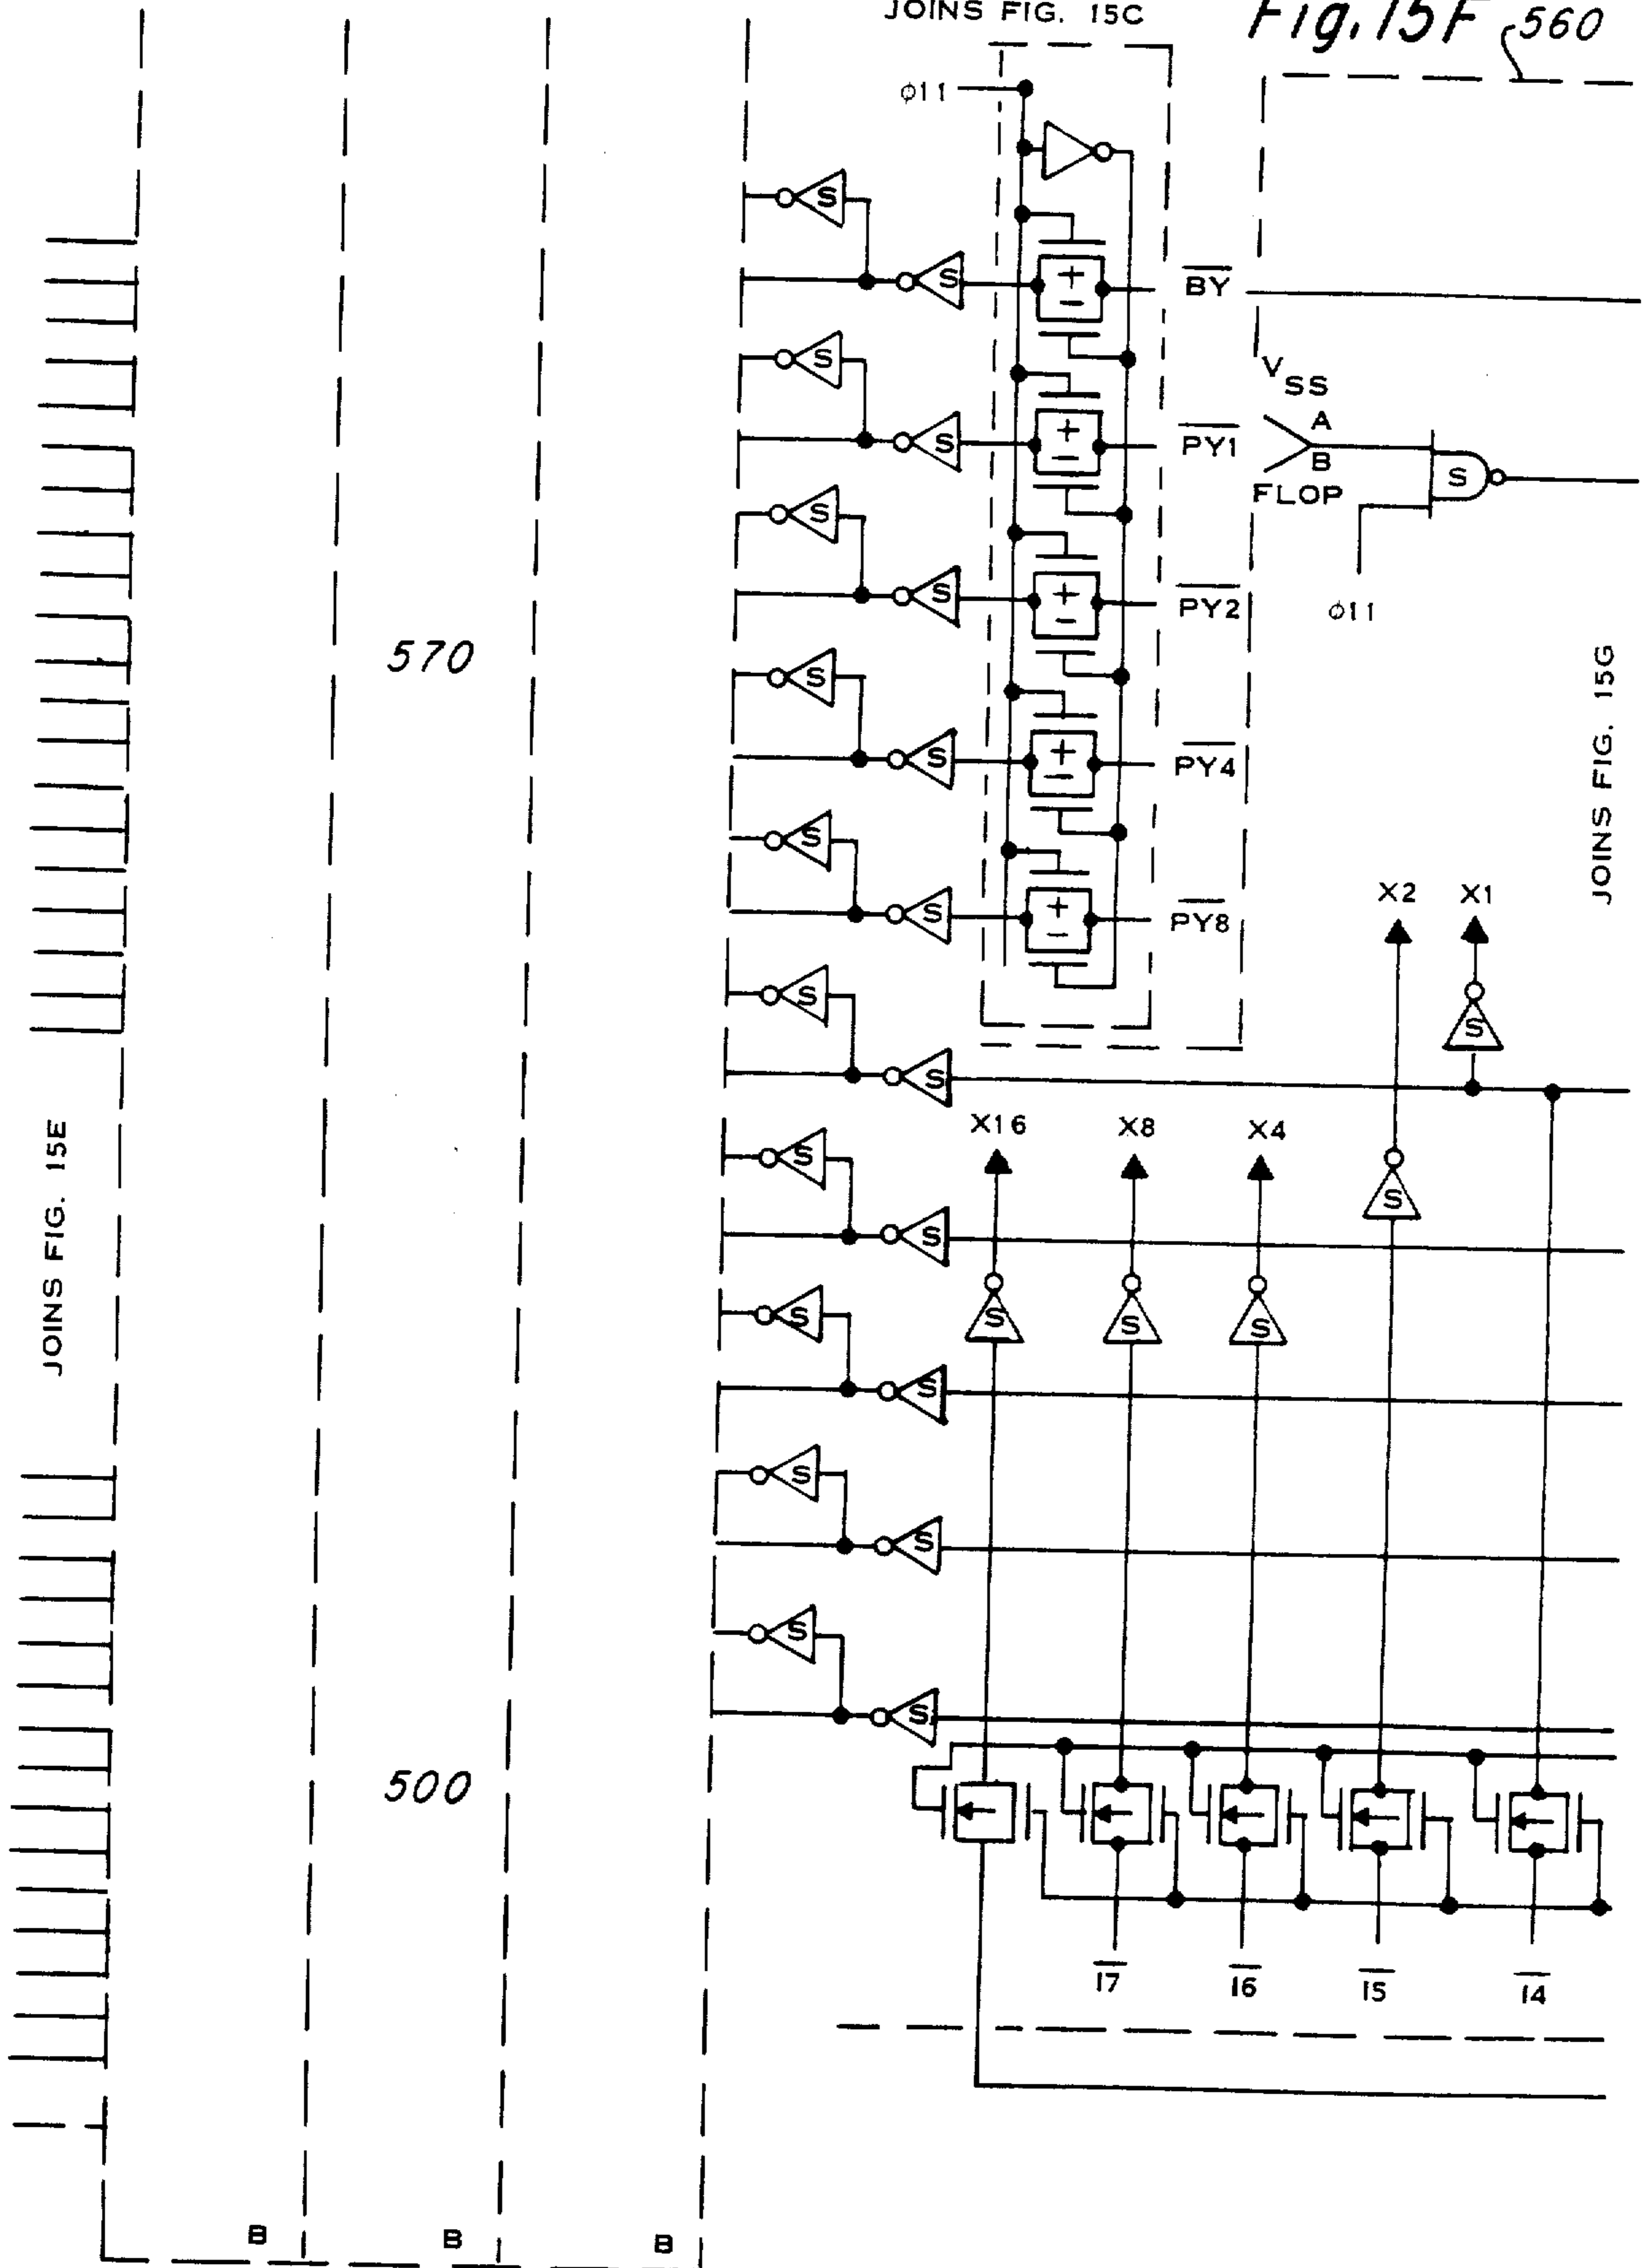 JOINS FIG. 15C
Fig. 15F
560
φ11
S
S
BY
S
S
PY1
S
S
PY2
S
S
PY4
S
S
PY8
+
−
+
−
+
−
+
−
+
−
VSS
A
B
FLOP
S
φ11
570
JOINS FIG. 15G
X2
X1
S
S
S
X16
X8
X4
S
S
S
S
S
S
S
S
S
S
S
S
JOINS FIG. 15E
500
S
S
I7
I6
I5
I4
B
B
B